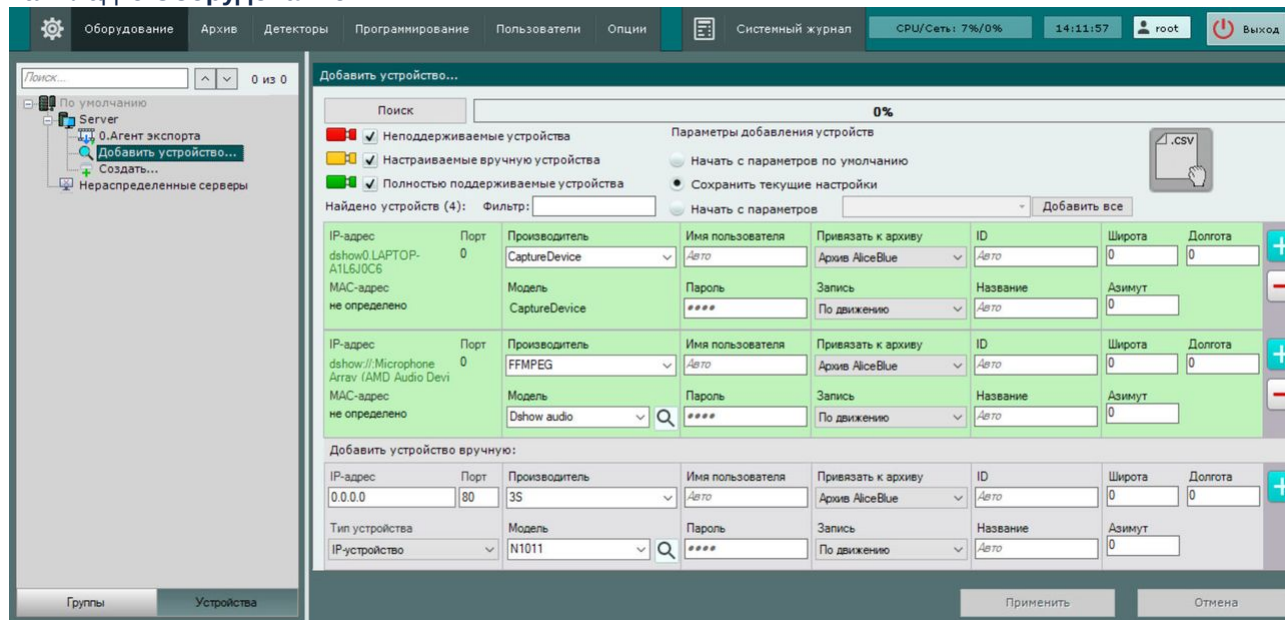 Оборудование Архив Детекторы Программирование Пользователи Опции Системный журнал CPU/Сеть: 7%/0% 14:11:57 root Выход
Поиск... 0 из 0
По умолчанию
Server
0.Агент экспорта
Добавить устройство...
Создать...
Нераспределенные серверы
Группы Устройства
Добавить устройство...
Поиск 0%
Неподдерживаемые устройства
Настраиваемые вручную устройства
Полностью поддерживаемые устройства
Параметры добавления устройств
Начать с параметров по умолчанию
Сохранить текущие настройки
Начать с параметров Добавить все
.CSV
Найдено устройств (4): Фильтр:
IP-адрес Порт Производитель Имя пользователя Привязать к архиву ID Широта Долгота
dshow0.LAPTOP-A1L6J0C6 0 CaptureDevice Авто Архив AliceBlue Авто 0 0
MAC-адрес Модель Пароль Запись Название Азимут
не определено CaptureDevice **** По движению Авто 0
IP-адрес Порт Производитель Имя пользователя Привязать к архиву ID Широта Долгота
dshow://:Microphone Array (AMD Audio Devi 0 FFMPEG Авто Архив AliceBlue Авто 0 0
MAC-адрес Модель Пароль Запись Название Азимут
не определено Dshow audio **** По движению Авто 0
Добавить устройство вручную:
IP-адрес Порт Производитель Имя пользователя Привязать к архиву ID Широта Долгота
0.0.0.0 80 3S Авто Архив AliceBlue Авто 0 0
Тип устройства Модель Пароль Запись Название Азимут
IP-устройство N1011 **** По движению Авто 0
Применить Отмена